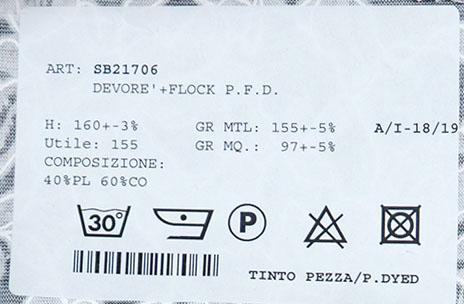 ART: SB21706
DEVORE'+FLOCK P.F.D.
H: 160+-3% GR MTL: 155+-5% A/I-18/19
Utile: 155 GR MQ.: 97+-5%
COMPOSIZIONE:
40%PL 60%CO
30° P
TINTO PEZZA/P.DYED